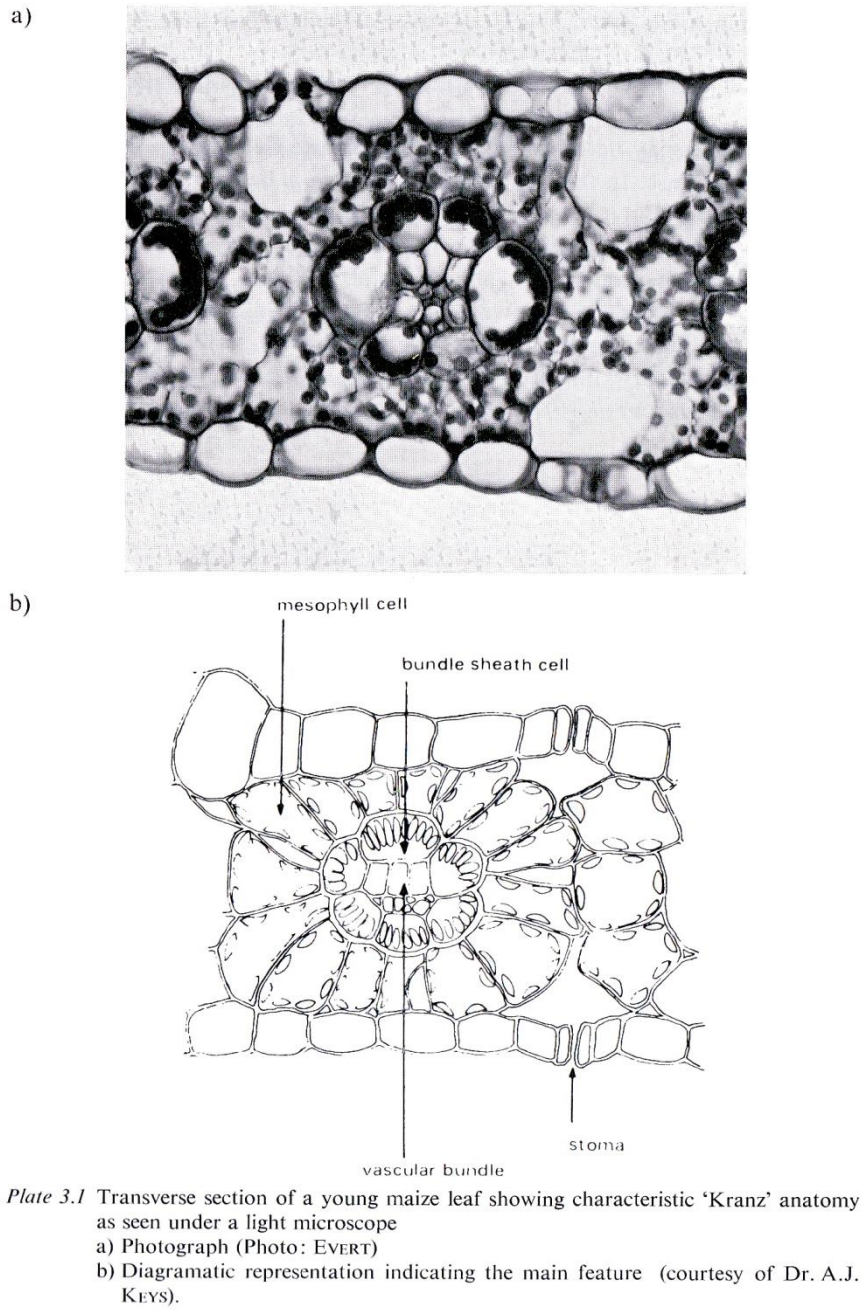 a)
b)
mesophyll cell
bundle sheath cell
stoma
vascular bundle
Plate 3.1 Transverse section of a young maize leaf showing characteristic ‘Kranz’ anatomy
as seen under a light microscope
a) Photograph (Photo: EVERT)
b) Diagramatic representation indicating the main feature (courtesy of Dr. A.J.
KEYS).